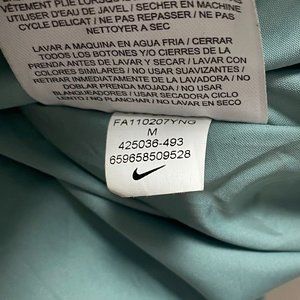 VÊTEMENT PLIÉ LORSQUE
UTILISER D'EAU DE JAVEL / SECHER EN MACHINE
CYCLE DELICAT / NE PAS REPASSER / NE PAS
NETTOYER A SEC
LAVAR A MAQUINA EN AGUA FRIA / CERRAR
TODOS LOS BOTONES Y/O CIERRES DE LA
PRENDA ANTES DE LAVAR Y SECAR / LAVAR CON
COLORES SIMILARES / NO USAR SUAVIZANTES /
RETIRAR INMEDIATAMENTE DE LA LAVADORA / NO
DOBLAR PRENDA MOJADA / NO USAR
BLANQUEADORES / USAR SECADORA CICLO
LENTO / NO PLANCHAR / NO LAVAR EN SECO
FA110207YNG
M
425036-493
659658509528